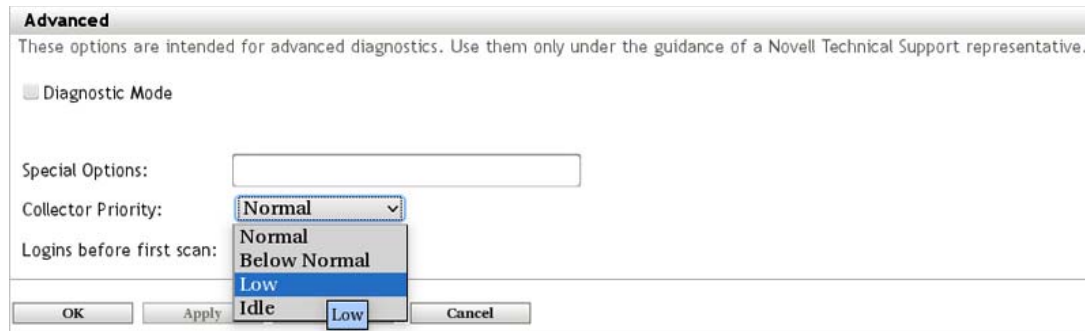 Advanced
These options are intended for advanced diagnostics. Use them only under the guidance of a Novell Technical Support representative.
Diagnostic Mode
Special Options:
Collector Priority: Normal
Normal
Logins before first scan:
Below Normal
Low
Idle
OK Apply Low Cancel